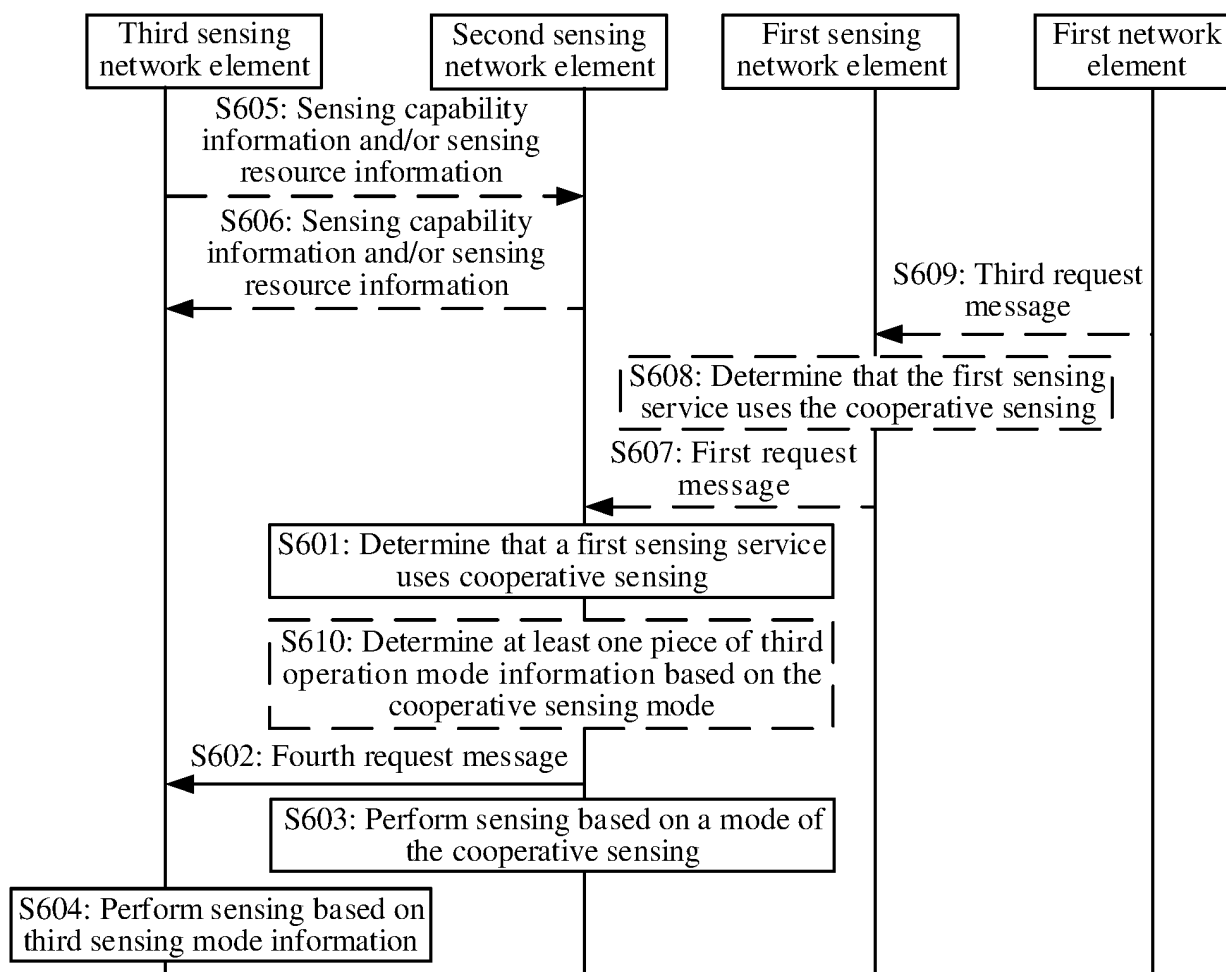 Third sensing
network element
Second sensing
network element
First sensing
network element
First network
element
S605: Sensing capability
information and/or sensing
resource information
S606: Sensing capability
information and/or sensing
resource information
S609: Third request
message
S608: Determine that the first sensing
service uses the cooperative sensing
S607: First request
message
S601: Determine that a first sensing service
uses cooperative sensing
S610: Determine at least one piece of third
operation mode information based on the
cooperative sensing mode
S602: Fourth request message
S603: Perform sensing based on a mode of
the cooperative sensing
S604: Perform sensing based on
third sensing mode information